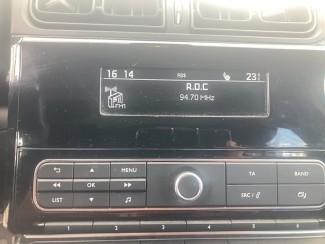 16 14 RDS 23
R.D.C
94.70 MHz
FM1
MENU TA BAND
OK
LIST SRC /
1 2 3 4 5 6